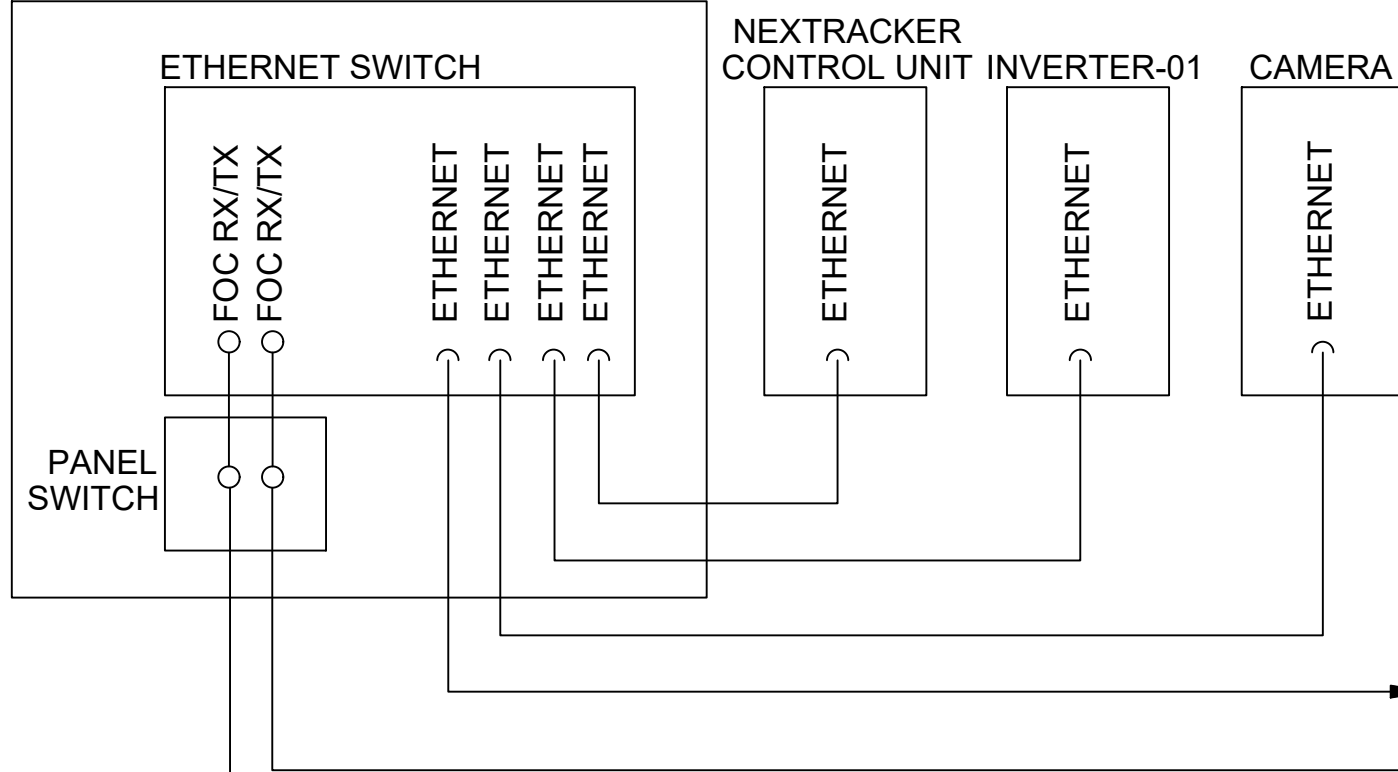 NEXTRACKER
CONTROL UNIT
ETHERNET SWITCH
INVERTER-01
CAMERA
FOC RX/TX
FOC RX/TX
ETHERNET
ETHERNET
ETHERNET
ETHERNET
ETHERNET
ETHERNET
ETHERNET
PANEL
SWITCH